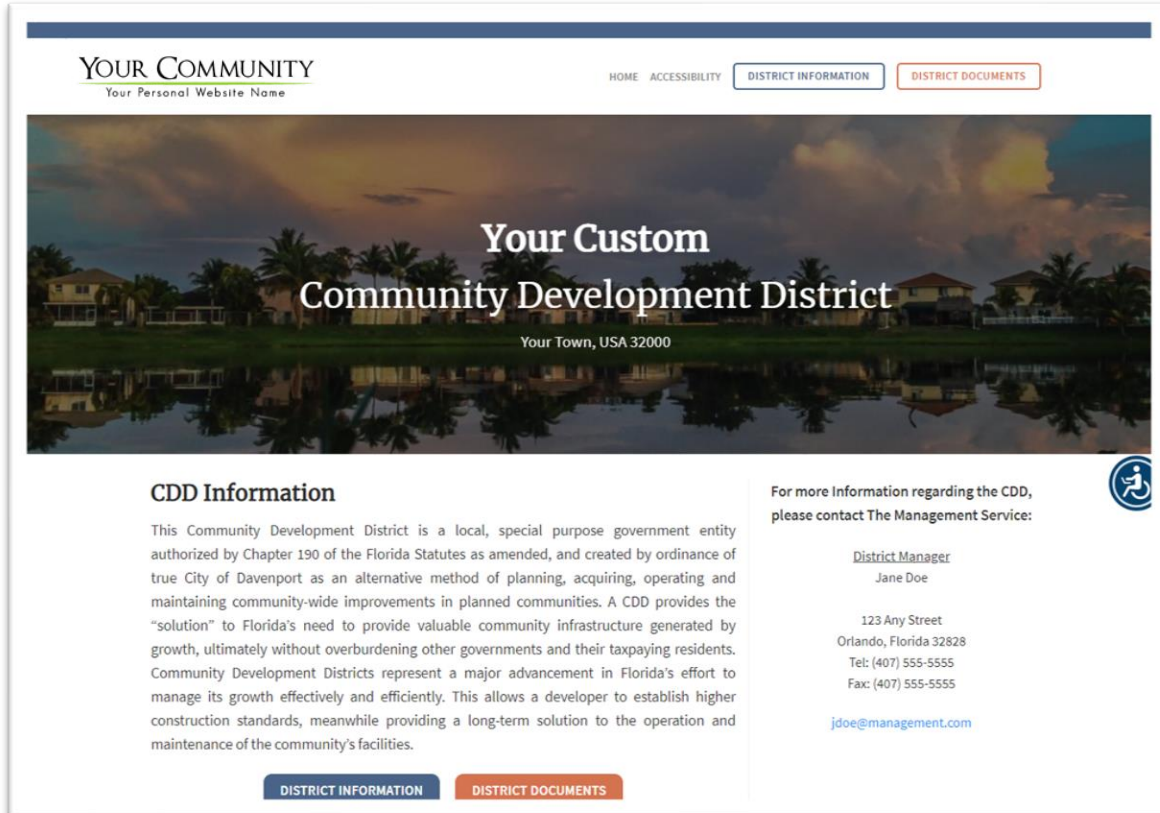 YOUR COMMUNITY
Your Personal Website Name
HOME ACCESSIBILITY DISTRICT INFORMATION DISTRICT DOCUMENTS
Your Custom
Community Development District
Your Town, USA 32000
CDD Information
This Community Development District is a local, special purpose government entity
authorized by Chapter 190 of the Florida Statutes as amended, and created by ordinance of
true City of Davenport as an alternative method of planning, acquiring, operating and
maintaining community-wide improvements in planned communities. A CDD provides the
“solution” to Florida’s need to provide valuable community infrastructure generated by
growth, ultimately without overburdening other governments and their taxpaying residents.
Community Development Districts represent a major advancement in Florida’s effort to
manage its growth effectively and efficiently. This allows a developer to establish higher
construction standards, meanwhile providing a long-term solution to the operation and
maintenance of the community’s facilities.
DISTRICT INFORMATION DISTRICT DOCUMENTS
For more Information regarding the CDD,
please contact The Management Service:
District Manager
Jane Doe
123 Any Street
Orlando, Florida 32828
Tel: (407) 555-5555
Fax: (407) 555-5555
jdoe@management.com